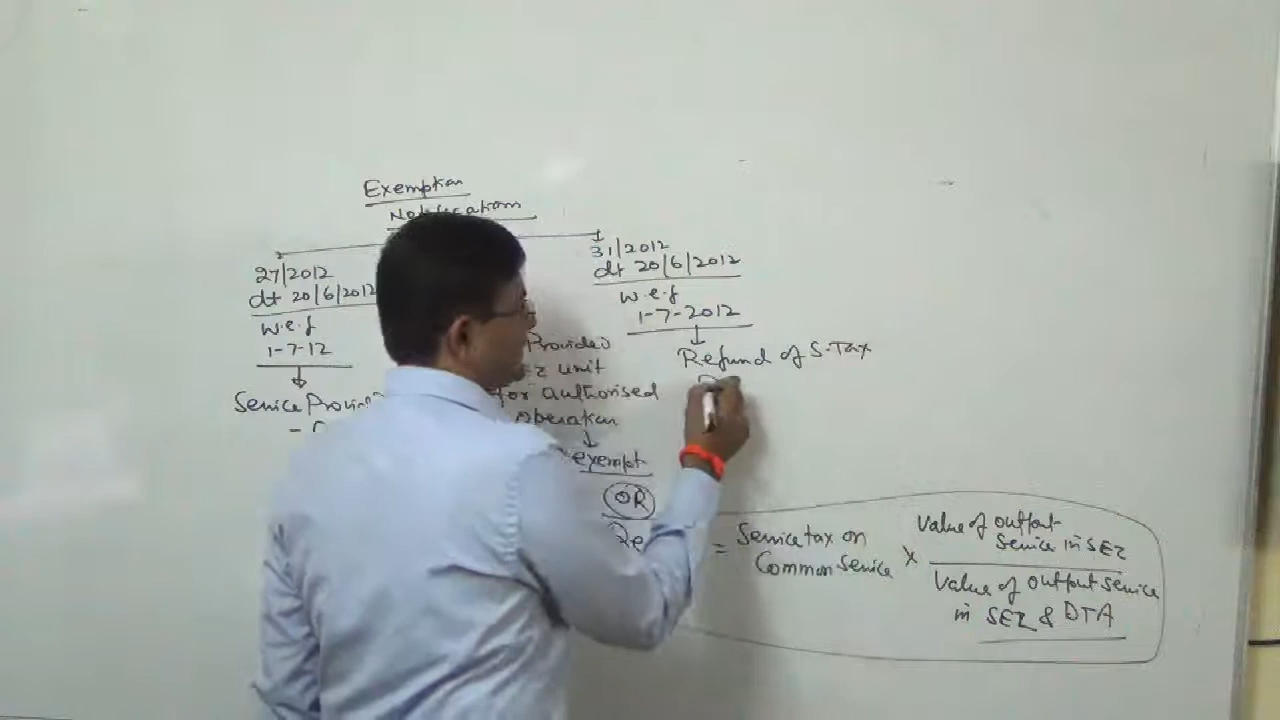 Exemption
Notifications
27/2012
dt 20/6/2012
w.e.f
1-7-12
Service
Provided
unit
for authorised
operation
exempt
OR
31/2012
dt 20/6/2012
w.e.f
1-7-2012
Refund of S.Tax
= Service tax on
Common Service
×
Value of output
Service in SEZ
Value of output service
in SEZ & DTA